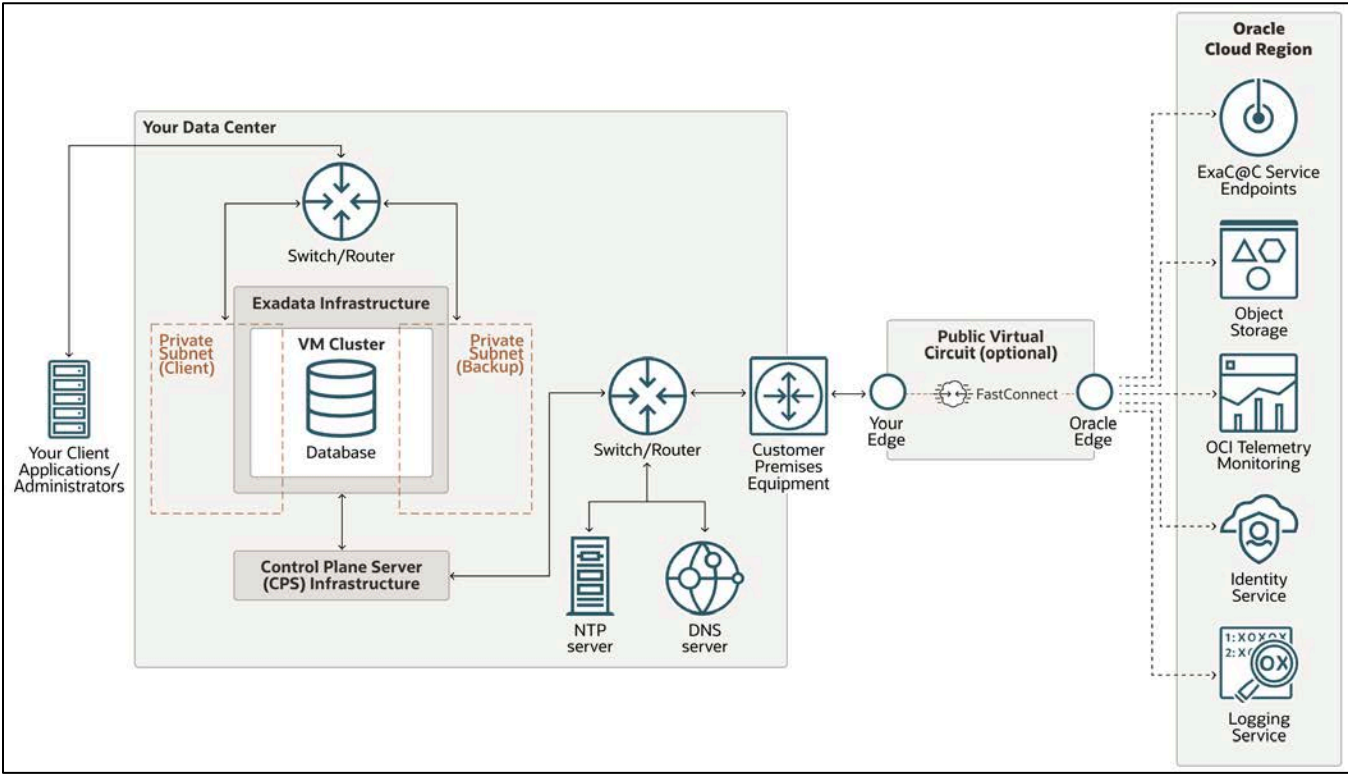 Oracle
Cloud Region
ExaC@C Service
Endpoints
Object
Storage
OCI Telemetry
Monitoring
Identity
Service
1: X O X O X
2: X
OX
Logging
Service
Your Data Center
Switch/Router
Exadata Infrastructure
Private
Subnet
(Client)
VM Cluster
Database
Private
Subnet
(Backup)
Your Client
Applications/
Administrators
Control Plane Server
(CPS) Infrastructure
Switch/Router
NTP
server
DNS
server
Customer
Premises
Equipment
Public Virtual
Circuit (optional)
FastConnect
Your
Edge
Oracle
Edge